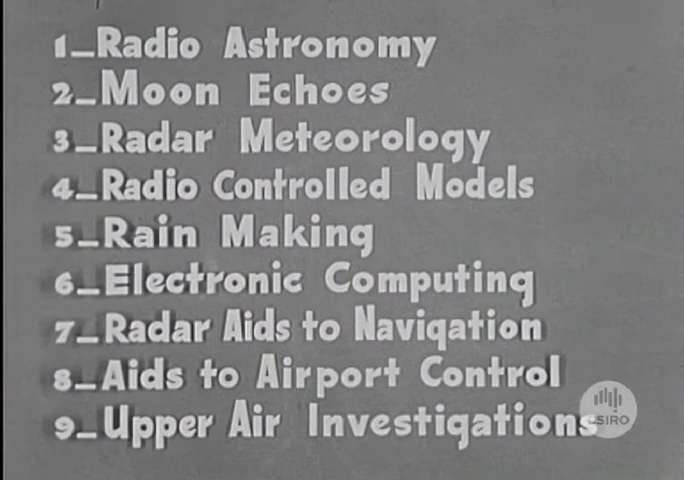 1_Radio Astronomy
2_Moon Echoes
3_Radar Meteorology
4_Radio Controlled Models
5_Rain Making
6_Electronic Computing
7_Radar Aids to Navigation
8_Aids to Airport Control
9_Upper Air Investigations
CSIRO